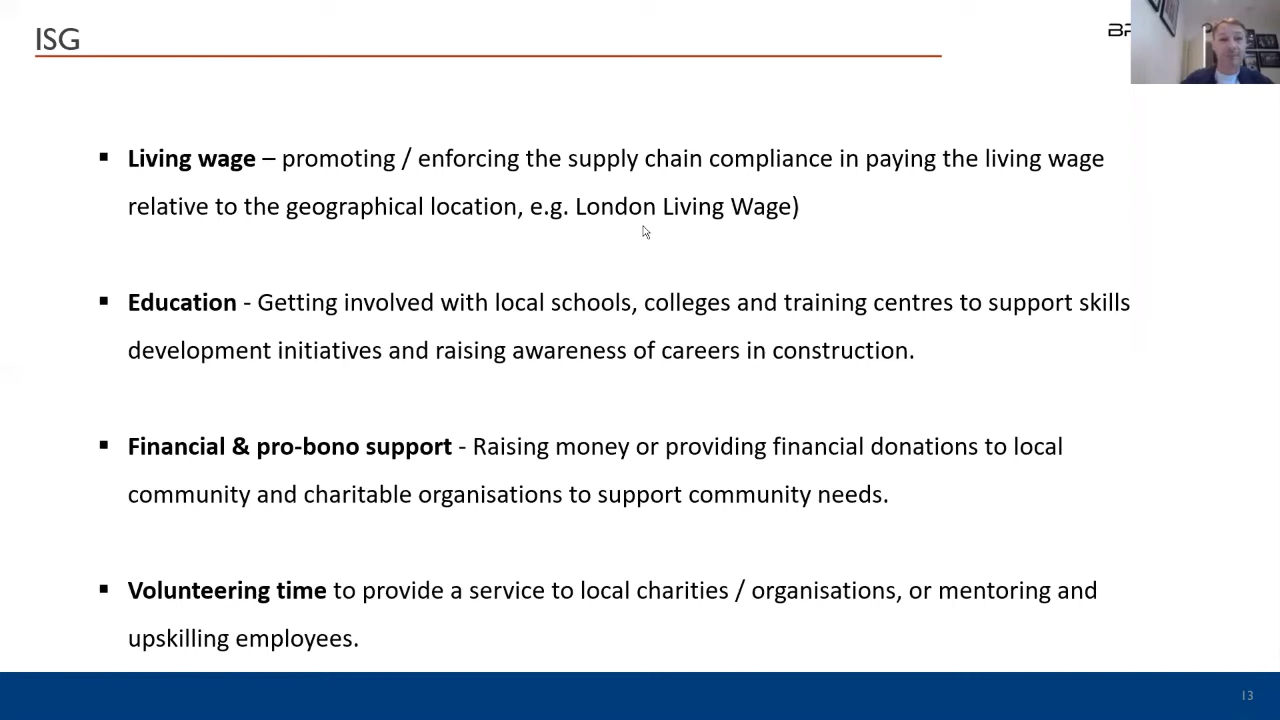 ISG
▪ Living wage – promoting / enforcing the supply chain compliance in paying the living wage
relative to the geographical location, e.g. London Living Wage)
▪ Education - Getting involved with local schools, colleges and training centres to support skills
development initiatives and raising awareness of careers in construction.
▪ Financial & pro-bono support - Raising money or providing financial donations to local
community and charitable organisations to support community needs.
▪ Volunteering time to provide a service to local charities / organisations, or mentoring and
upskilling employees.
13